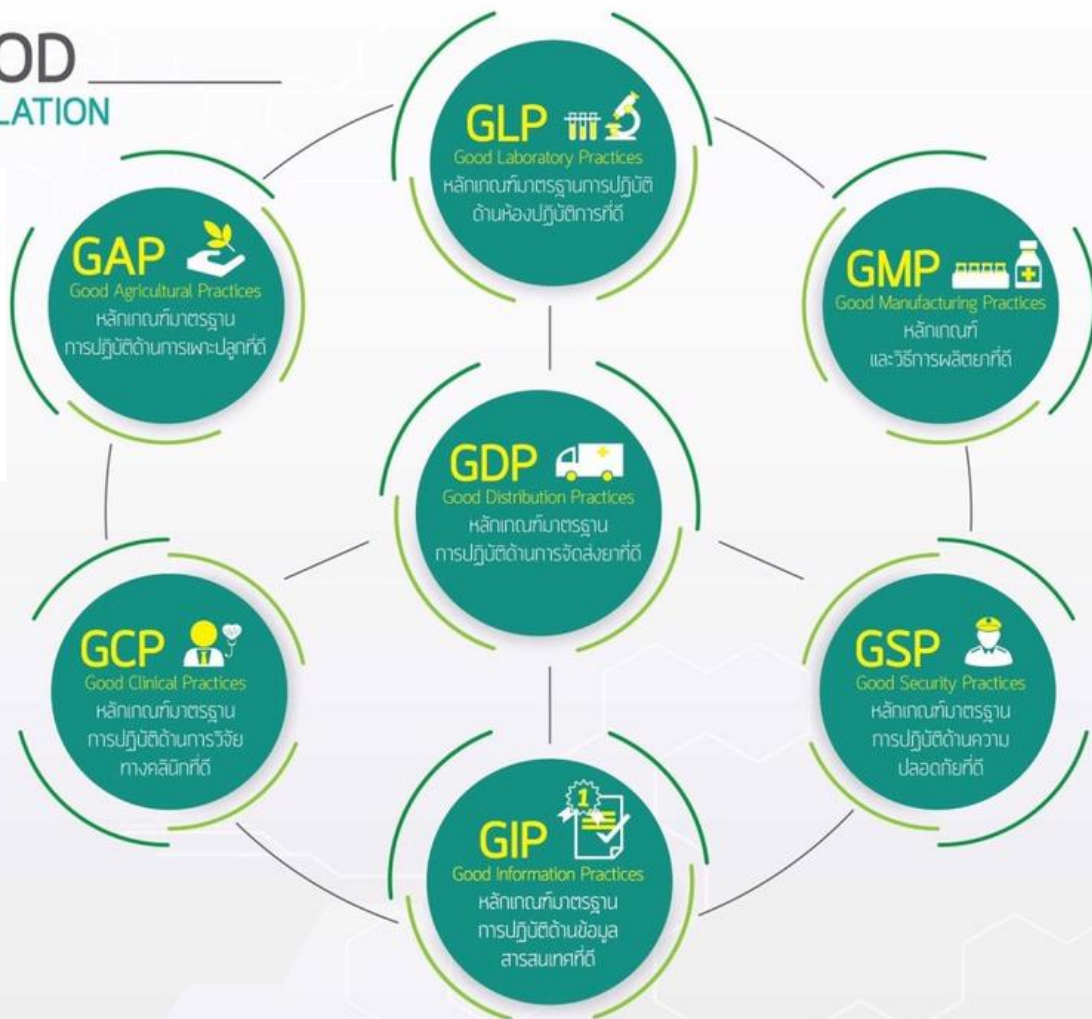 OD
LATION
GLP
Good Laboratory Practices
หลักเกณฑ์มาตรฐานการปฏิบัติ
ด้านห้องปฏิบัติการที่ดี
GAP
Good Agricultural Practices
หลักเกณฑ์มาตรฐาน
การปฏิบัติด้านการเพาะปลูกที่ดี
GMP
Good Manufacturing Practices
หลักเกณฑ์
และวิธีการผลิตยาที่ดี
GDP
Good Distribution Practices
หลักเกณฑ์มาตรฐาน
การปฏิบัติด้านการจัดส่งยาที่ดี
GCP
Good Clinical Practices
หลักเกณฑ์มาตรฐาน
การปฏิบัติด้านการวิจัย
ทางคลินิกที่ดี
GSP
Good Security Practices
หลักเกณฑ์มาตรฐาน
การปฏิบัติด้านความ
ปลอดภัยที่ดี
1
GIP
Good Information Practices
หลักเกณฑ์มาตรฐาน
การปฏิบัติด้านข้อมูล
สารสนเทศที่ดี